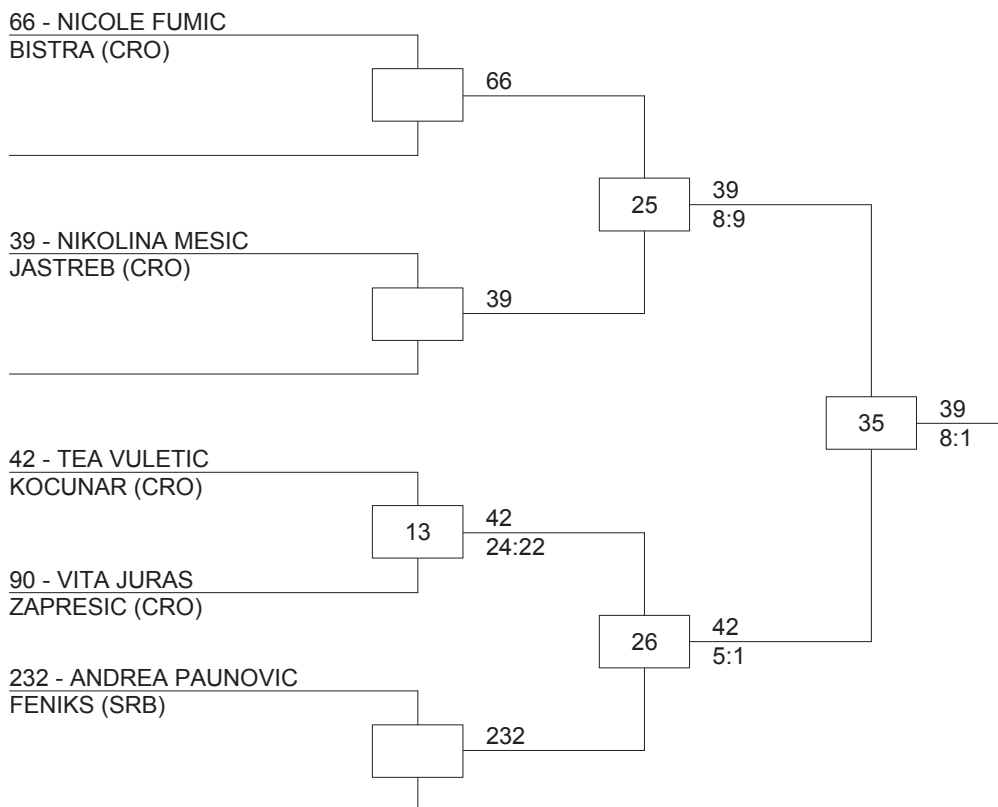 66 - NICOLE FUMIC
BISTRA (CRO)
66
25
39
8:9
39 - NIKOLINA MESIC
JASTREB (CRO)
39
35
39
8:1
42 - TEA VULETIC
KOCUNAR (CRO)
13
42
24:22
90 - VITA JURAS
ZAPRESIC (CRO)
26
42
5:1
232 - ANDREA PAUNOVIC
FENIKS (SRB)
232